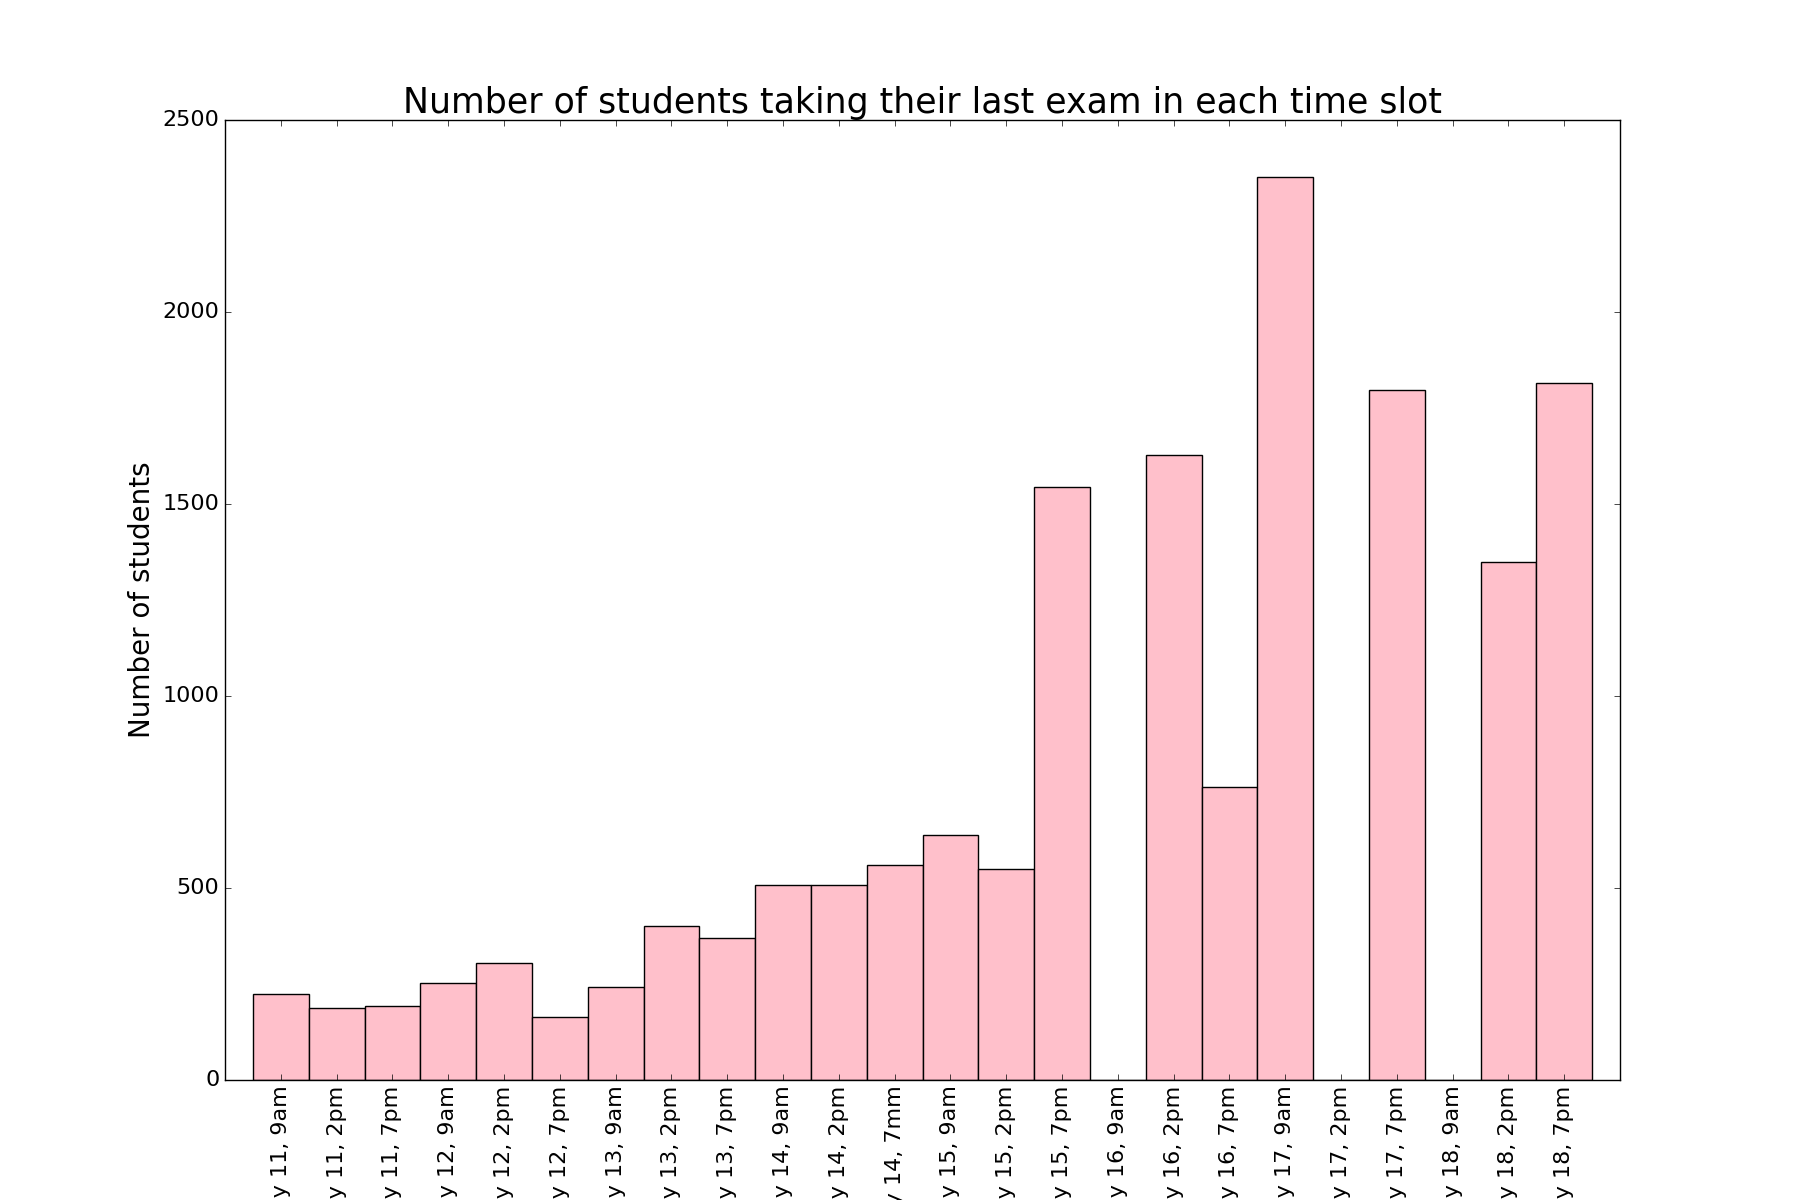 Number of students taking their last exam in each time slot
Number of students
2500
2000
1500
1000
500
0
y 11, 9am
y 11, 2pm
y 11, 7pm
y 12, 9am
y 12, 2pm
y 12, 7pm
y 13, 9am
y 13, 2pm
y 13, 7pm
y 14, 9am
y 14, 2pm
y 14, 7mm
y 15, 9am
y 15, 2pm
y 15, 7pm
y 16, 9am
y 16, 2pm
y 16, 7pm
y 17, 9am
y 17, 2pm
y 17, 7pm
y 18, 9am
y 18, 2pm
y 18, 7pm